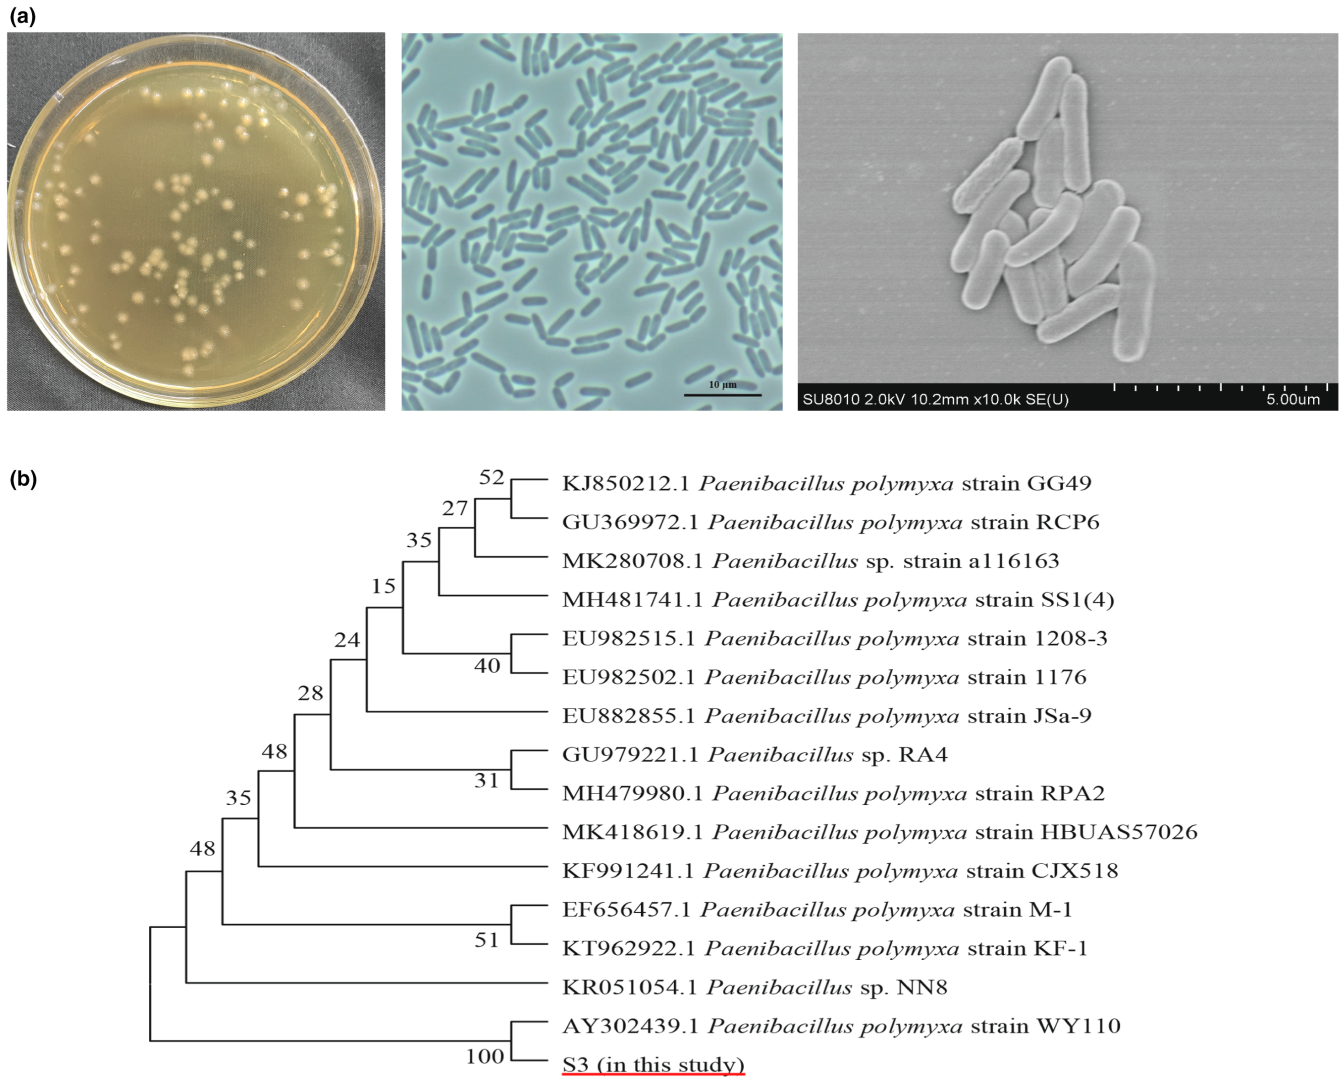 (a)
10 μm
SU8010 2.0kV 10.2mm x10.0k SE(U)
5.00um
(b)
52
KJ850212.1 Paenibacillus polymyxa strain GG49
27
GU369972.1 Paenibacillus polymyxa strain RCP6
35
MK280708.1 Paenibacillus sp. strain a116163
15
MH481741.1 Paenibacillus polymyxa strain SS1(4)
24
EU982515.1 Paenibacillus polymyxa strain 1208-3
40
EU982502.1 Paenibacillus polymyxa strain 1176
28
EU882855.1 Paenibacillus polymyxa strain JSa-9
48
GU979221.1 Paenibacillus sp. RA4
31
MH479980.1 Paenibacillus polymyxa strain RPA2
35
MK418619.1 Paenibacillus polymyxa strain HBUAS57026
48
KF991241.1 Paenibacillus polymyxa strain CJX518
EF656457.1 Paenibacillus polymyxa strain M-1
51
KT962922.1 Paenibacillus polymyxa strain KF-1
KR051054.1 Paenibacillus sp. NN8
AY302439.1 Paenibacillus polymyxa strain WY110
100
S3 (in this study)